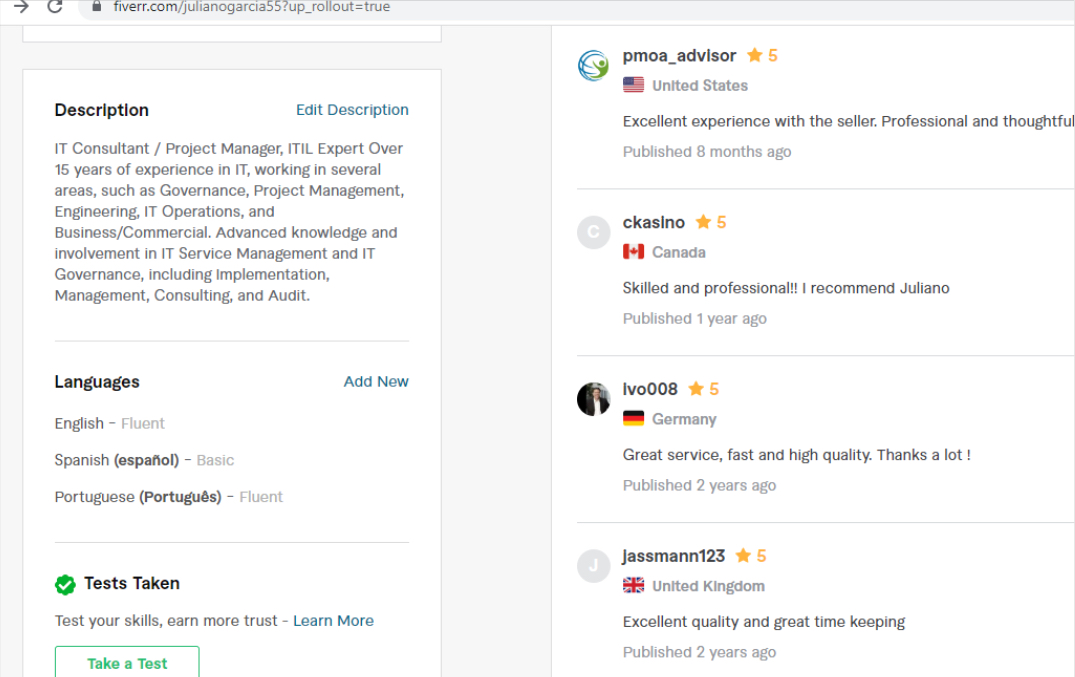 fiverr.com/julianogarcia55?up_rollout=true
Description
Edit Description
IT Consultant / Project Manager, ITIL Expert Over
15 years of experience in IT, working in several
areas, such as Governance, Project Management,
Engineering, IT Operations, and
Business/Commercial. Advanced knowledge and
involvement in IT Service Management and IT
Governance, including Implementation,
Management, Consulting, and Audit.
Languages
Add New
English - Fluent
Spanish (español) - Basic
Portuguese (Português) - Fluent
Tests Taken
Test your skills, earn more trust - Learn More
Take a Test
pmoa_advisor 5
United States
Excellent experience with the seller. Professional and thoughtful
Published 8 months ago
C
ckasino 5
Canada
Skilled and professional!! I recommend Juliano
Published 1 year ago
ivo008 5
Germany
Great service, fast and high quality. Thanks a lot !
Published 2 years ago
J
jassmann123 5
United Kingdom
Excellent quality and great time keeping
Published 2 years ago